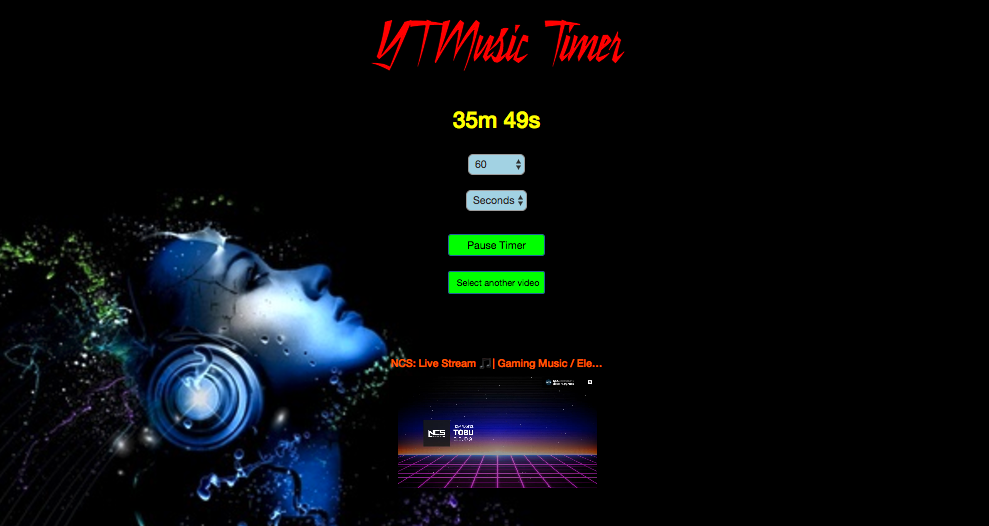 YTMusic Timer
35m 49s
60
Seconds
Pause Timer
Select another video
NCS: Live Stream 🎵| Gaming Music / Ele...
NCS
TOBU